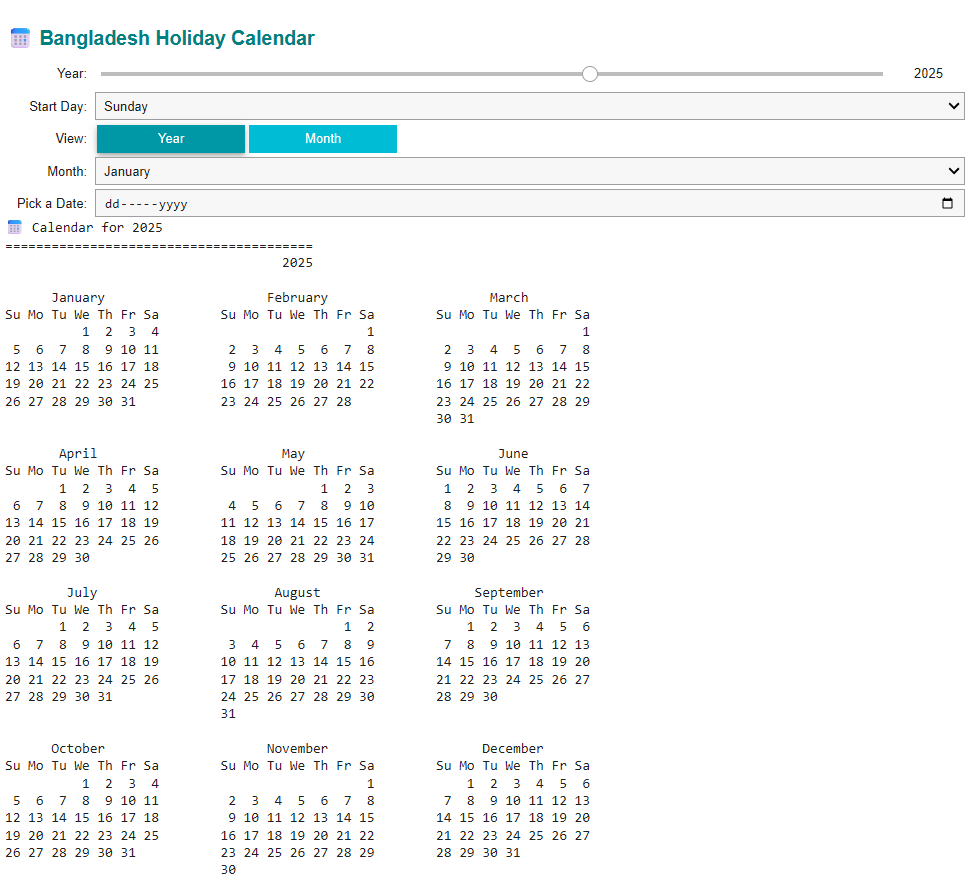 Bangladesh Holiday Calendar
Year: 2025
Start Day: Sunday
View: Year Month
Month: January
Pick a Date: dd-----yyyy
Calendar for 2025
========================================
2025
January February March
Su Mo Tu We Th Fr Sa Su Mo Tu We Th Fr Sa Su Mo Tu We Th Fr Sa
1 2 3 4 1 1
5 6 7 8 9 10 11 2 3 4 5 6 7 8 2 3 4 5 6 7 8
12 13 14 15 16 17 18 9 10 11 12 13 14 15 9 10 11 12 13 14 15
19 20 21 22 23 24 25 16 17 18 19 20 21 22 16 17 18 19 20 21 22
26 27 28 29 30 31 23 24 25 26 27 28 23 24 25 26 27 28 29
30 31
April May June
Su Mo Tu We Th Fr Sa Su Mo Tu We Th Fr Sa Su Mo Tu We Th Fr Sa
1 2 3 4 5 1 2 3 1 2 3 4 5 6 7
6 7 8 9 10 11 12 4 5 6 7 8 9 10 8 9 10 11 12 13 14
13 14 15 16 17 18 19 11 12 13 14 15 16 17 15 16 17 18 19 20 21
20 21 22 23 24 25 26 18 19 20 21 22 23 24 22 23 24 25 26 27 28
27 28 29 30 25 26 27 28 29 30 31 29 30
July August September
Su Mo Tu We Th Fr Sa Su Mo Tu We Th Fr Sa Su Mo Tu We Th Fr Sa
1 2 3 4 5 1 2 1 2 3 4 5 6
6 7 8 9 10 11 12 3 4 5 6 7 8 9 7 8 9 10 11 12 13
13 14 15 16 17 18 19 10 11 12 13 14 15 16 14 15 16 17 18 19 20
20 21 22 23 24 25 26 17 18 19 20 21 22 23 21 22 23 24 25 26 27
27 28 29 30 31 24 25 26 27 28 29 30 28 29 30
31
October November December
Su Mo Tu We Th Fr Sa Su Mo Tu We Th Fr Sa Su Mo Tu We Th Fr Sa
1 2 3 4 1 1 2 3 4 5 6
5 6 7 8 9 10 11 2 3 4 5 6 7 8 7 8 9 10 11 12 13
12 13 14 15 16 17 18 9 10 11 12 13 14 15 14 15 16 17 18 19 20
19 20 21 22 23 24 25 16 17 18 19 20 21 22 21 22 23 24 25 26 27
26 27 28 29 30 31 23 24 25 26 27 28 29 28 29 30 31
30